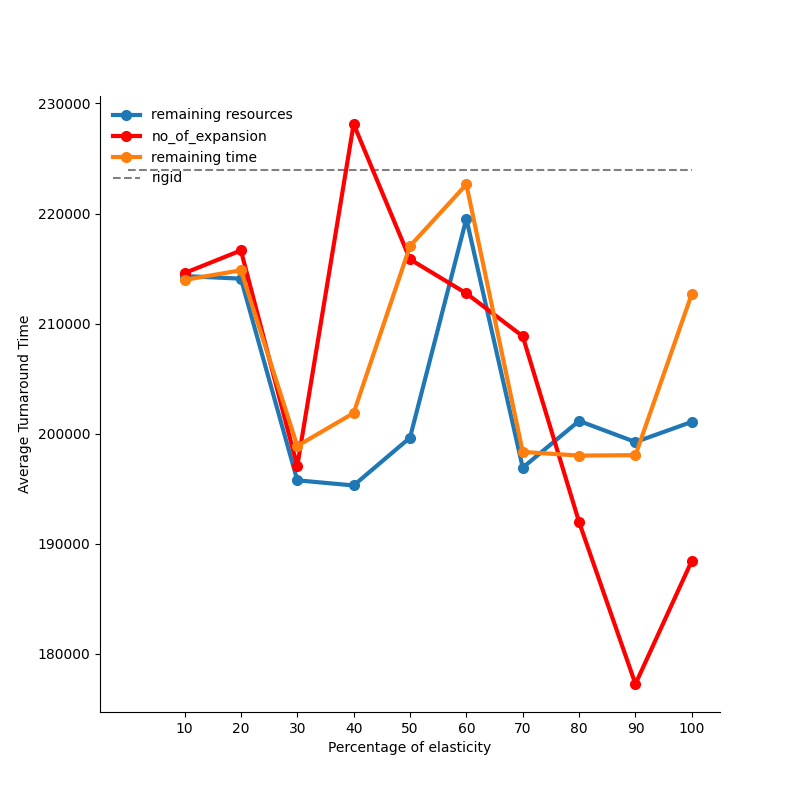 230000
220000
210000
200000
190000
180000
Average Turnaround Time
remaining resources
no_of_expansion
remaining time
rigid
10 20 30 40 50 60 70 80 90 100
Percentage of elasticity